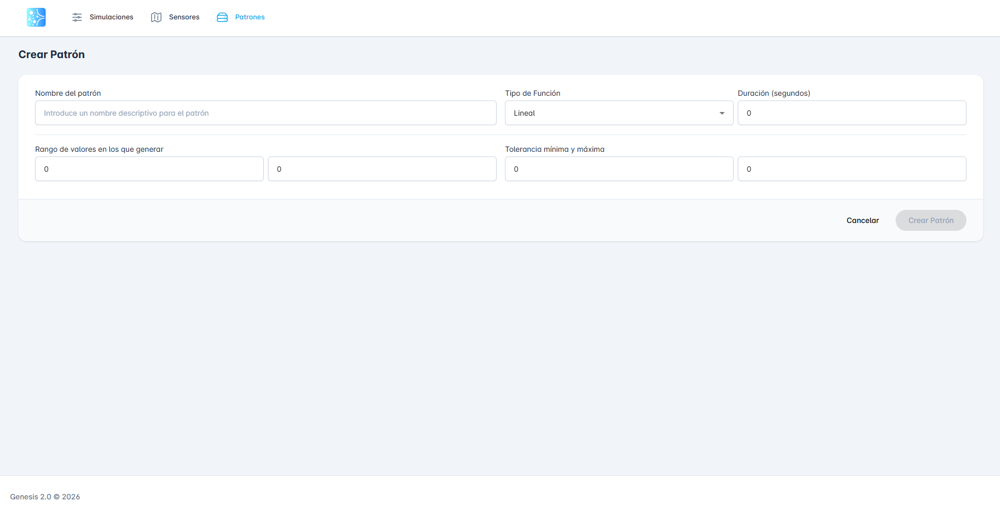 Simulaciones
Sensores
Patrones
Crear Patrón
Nombre del patrón
Tipo de Función
Duración (segundos)
Introduce un nombre descriptivo para el patrón
Lineal
0
Rango de valores en los que generar
Tolerancia mínima y máxima
0
0
0
0
Cancelar
Crear Patrón
Genesis 2.0 © 2026